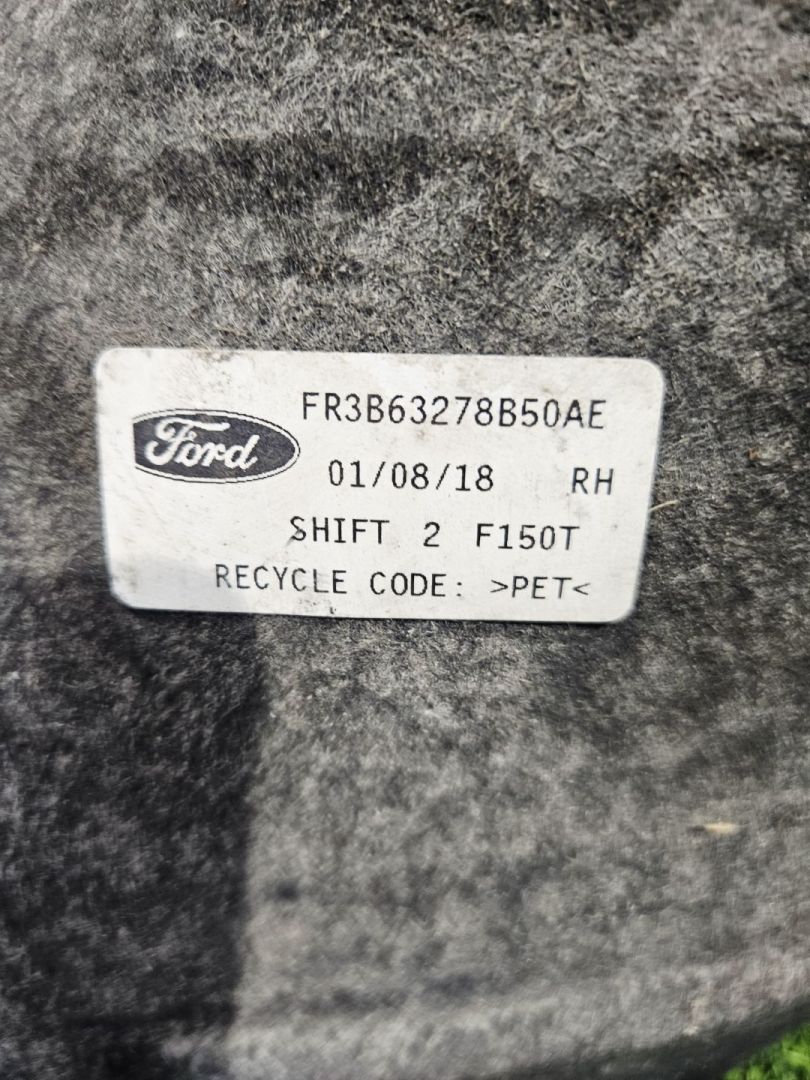 FR3B63278B50AE
Ford
01/08/18 RH
SHIFT 2 F150T
RECYCLE CODE: >PET<